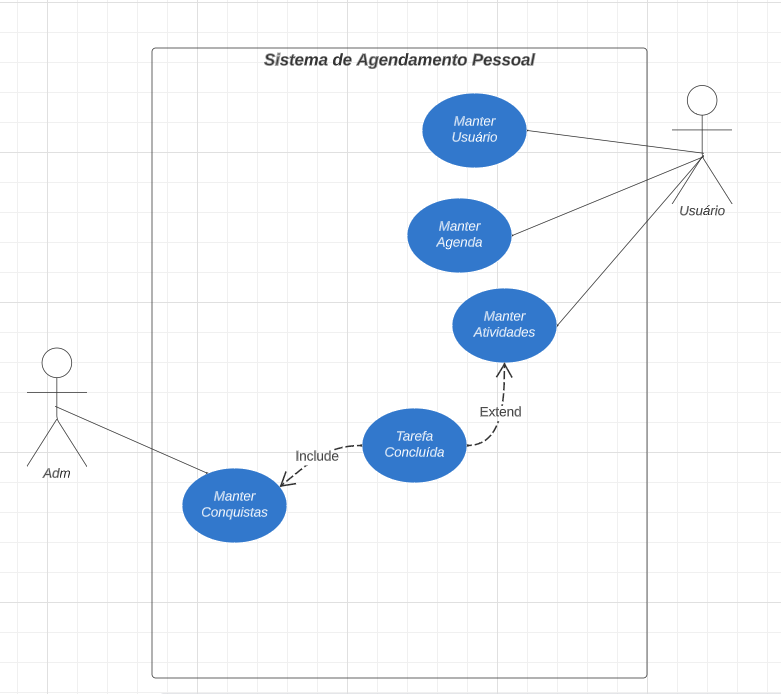 Sistema de Agendamento Pessoal
Manter
Usuário
Usuário
Manter
Agenda
Manter
Atividades
Extend
Tarefa
Concluída
Include
Adm
Manter
Conquistas